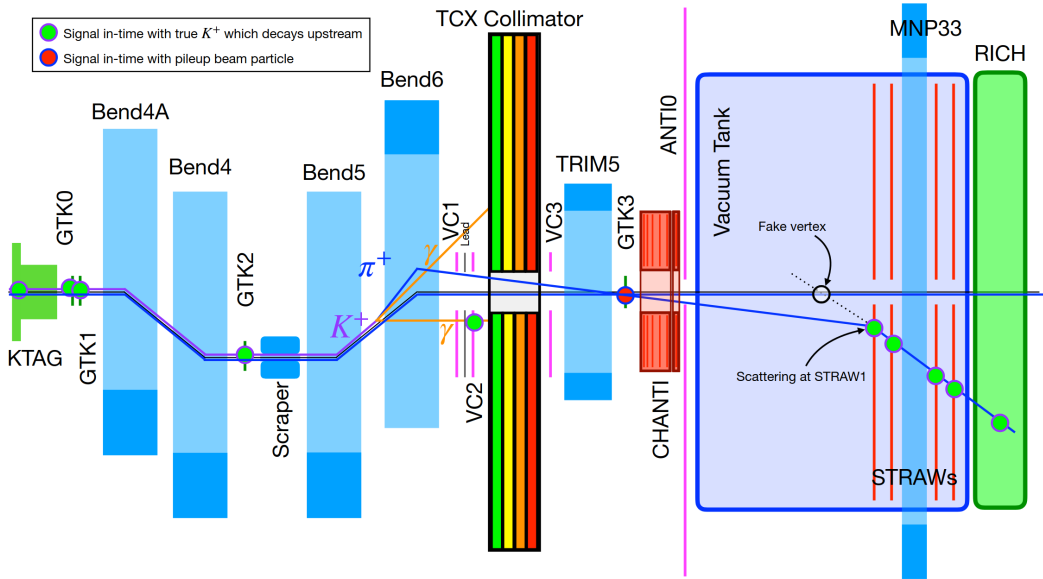 TCX Collimator
Signal in-time with true K⁺ which decays upstream
Signal in-time with pileup beam particle
MNP33
RICH
Bend6
Bend4A
Bend4
Bend5
TRIM5
ANTI0
Vacuum Tank
GTK0
GTK2
VC1
Lead
VC3
GTK3
Fake vertex
π⁺
γ
K⁺
γ
KTAG
GTK1
Scraper
VC2
CHANTI
Scattering at STRAW1
STRAWs